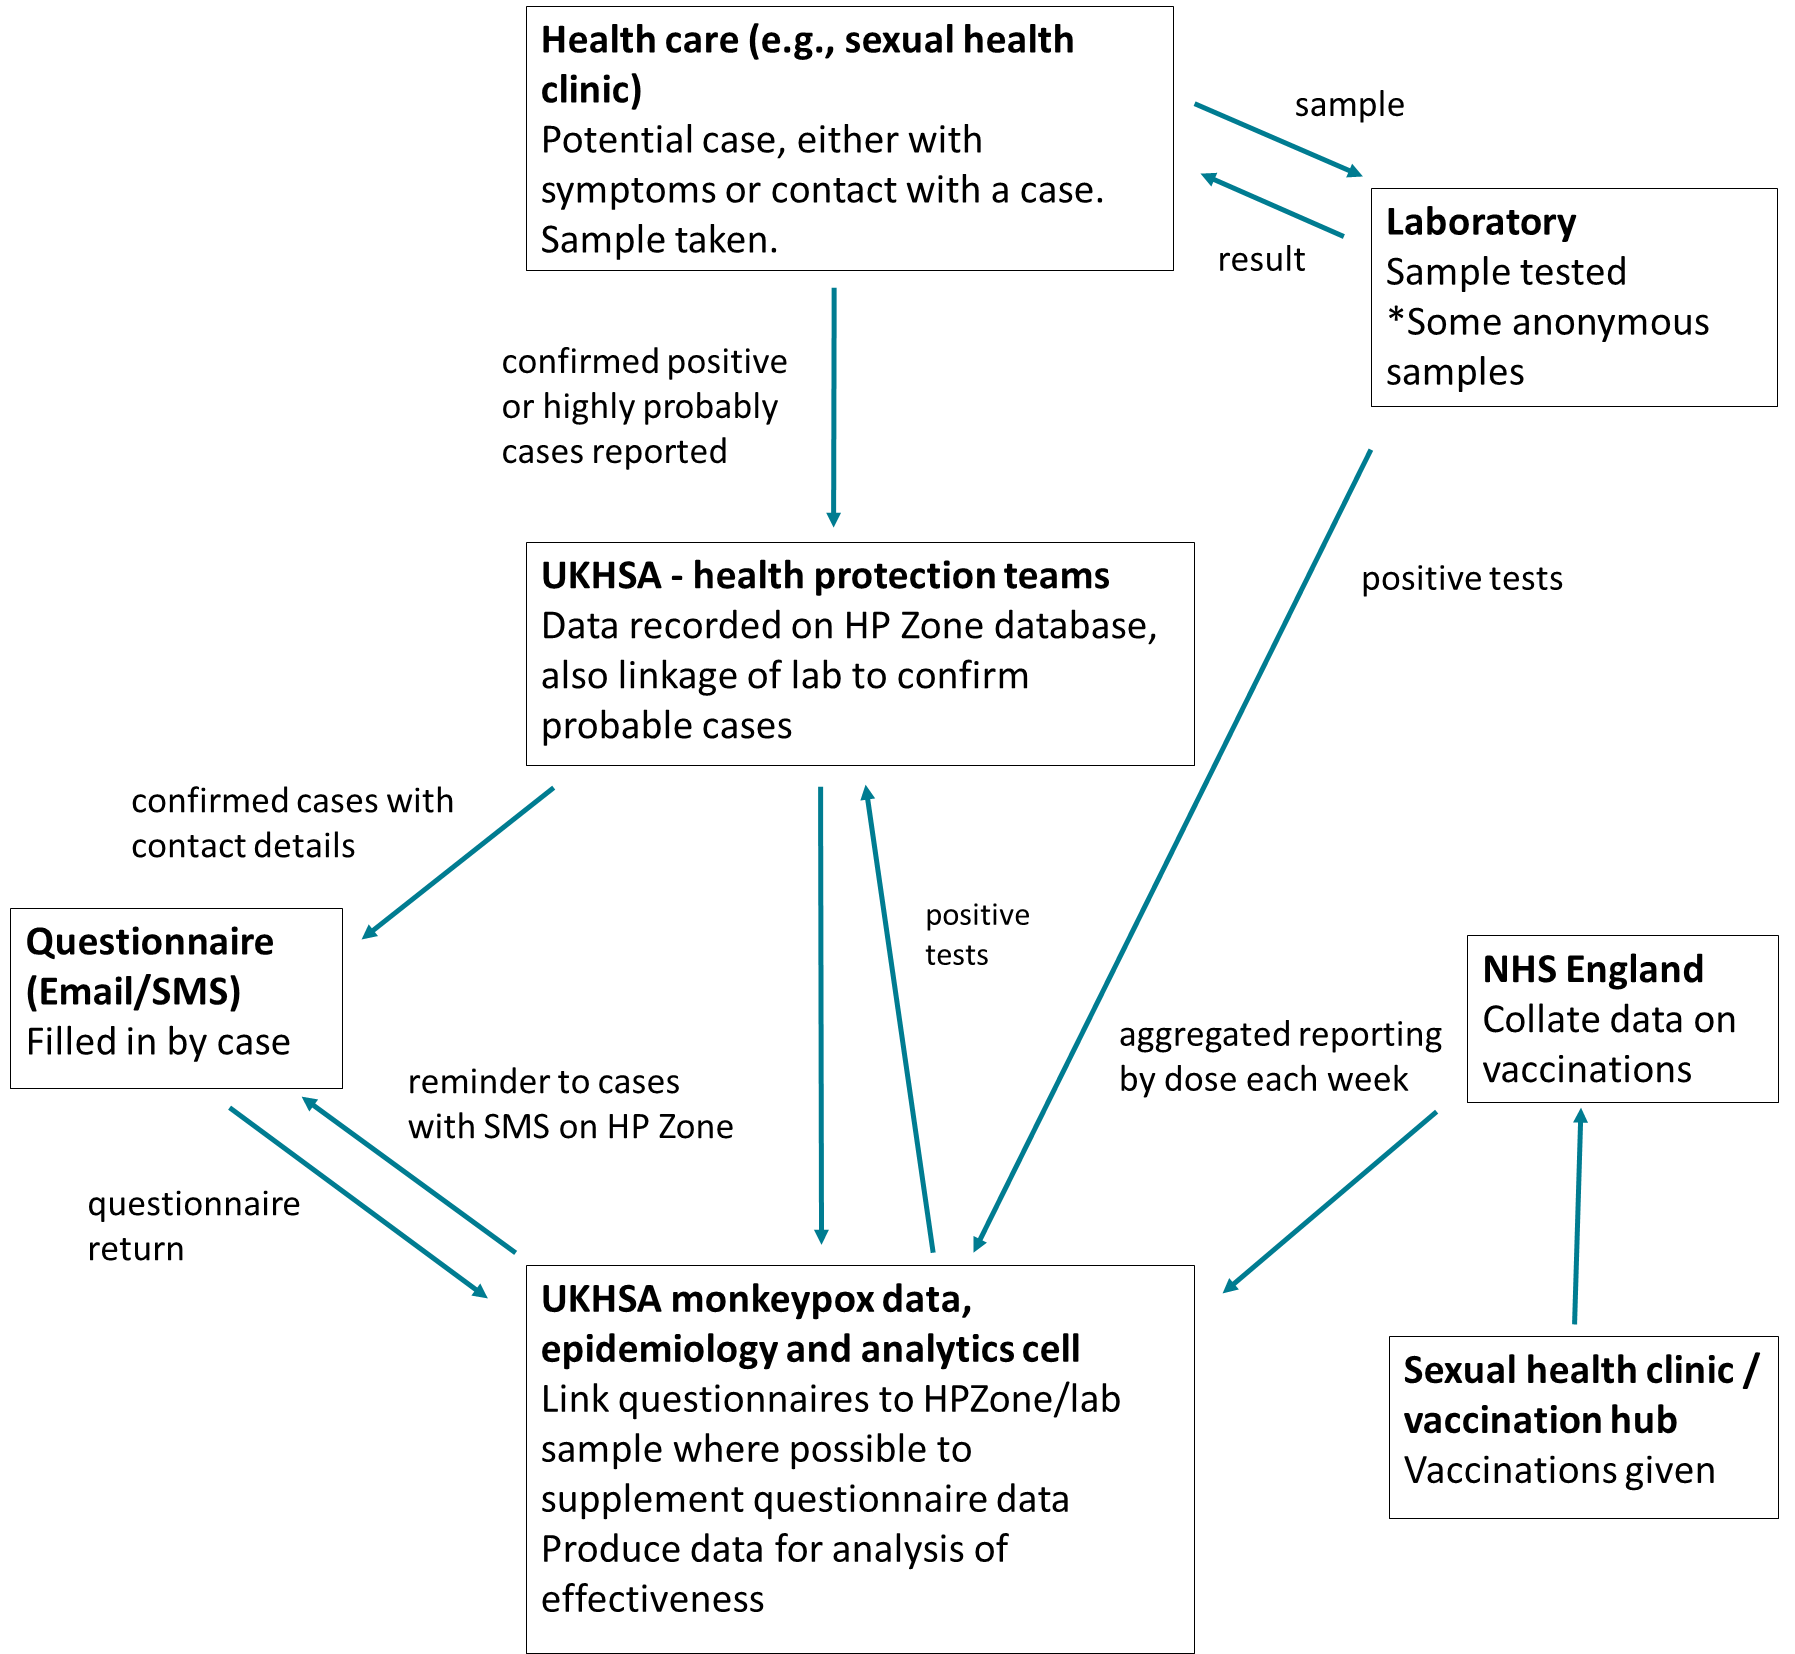 Health care (e.g., sexual health
clinic)
Potential case, either with
symptoms or contact with a case.
Sample taken.
sample
result
Laboratory
Sample tested
*Some anonymous
samples
confirmed positive
or highly probably
cases reported
UKHSA - health protection teams
Data recorded on HP Zone database,
also linkage of lab to confirm
probable cases
positive tests
confirmed cases with
contact details
Questionnaire
(Email/SMS)
Filled in by case
positive
tests
NHS England
Collate data on
vaccinations
aggregated reporting
by dose each week
reminder to cases
with SMS on HP Zone
questionnaire
return
UKHSA monkeypox data,
epidemiology and analytics cell
Link questionnaires to HPZone/lab
sample where possible to
supplement questionnaire data
Produce data for analysis of
effectiveness
Sexual health clinic /
vaccination hub
Vaccinations given